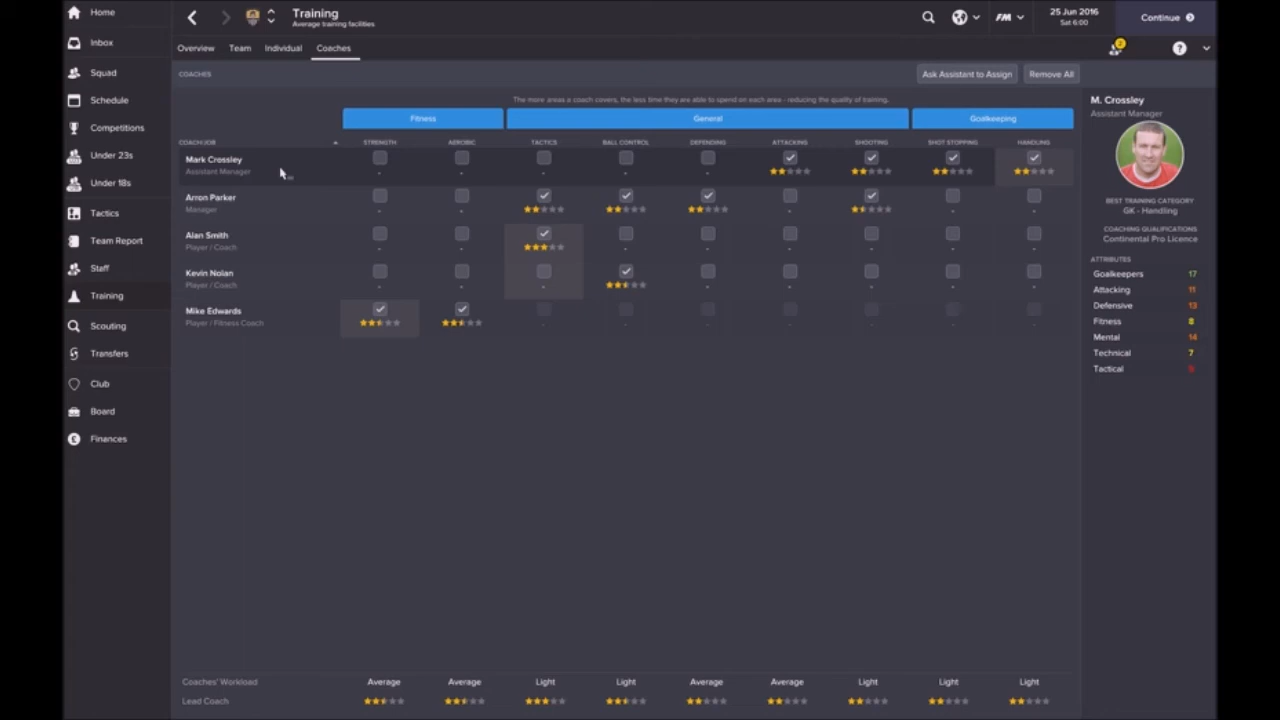 Home
Inbox
Squad
Schedule
Competitions
Under 23s
Under 18s
Tactics
Team Report
Staff
Training
Scouting
Transfers
Club
Board
Finances
Training
Average training facilities
FM
25 Jun 2016
Sat 6:00
Continue
Overview Team Individual Coaches
2
?
COACHES
Ask Assistant to Assign
Remove All
The more areas a coach covers, the less time they are able to spend on each area - reducing the quality of training.
Fitness General Goalkeeping
COACH/JOB STRENGTH AEROBIC TACTICS BALL CONTROL DEFENDING ATTACKING SHOOTING SHOT STOPPING HANDLING
Mark Crossley
Assistant Manager - - - - -
Arron Parker
Manager - - - - -
Alan Smith
Player / Coach - - - - - - - -
Kevin Nolan
Player / Coach - - - - - - - -
Mike Edwards
Player / Fitness Coach - - - - - - -
Coaches' Workload Average Average Light Light Average Average Light Light Light
Lead Coach
M. Crossley
Assistant Manager
BEST TRAINING CATEGORY
GK - Handling
COACHING QUALIFICATIONS
Continental Pro Licence
ATTRIBUTES
Goalkeepers 17
Attacking 11
Defensive 13
Fitness 8
Mental 14
Technical 7
Tactical